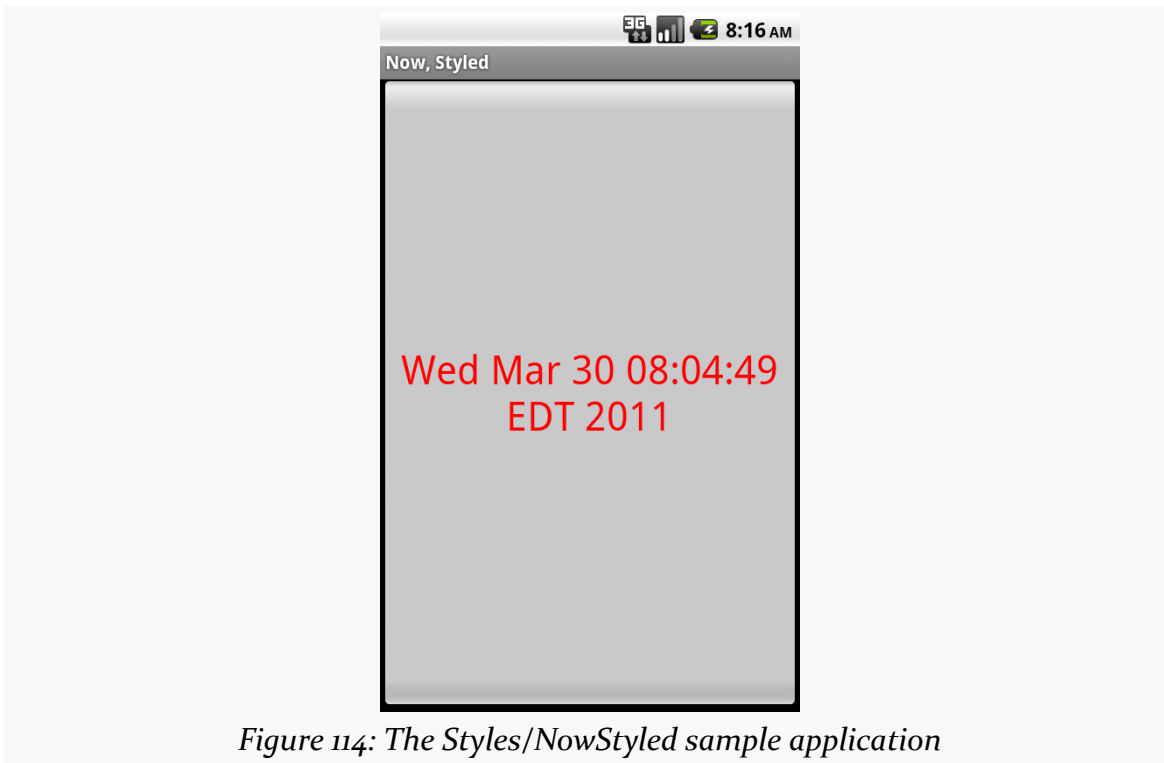 3G
8:16 AM
Now, Styled
Wed Mar 30 08:04:49
EDT 2011
Figure 114: The Styles/NowStyled sample application